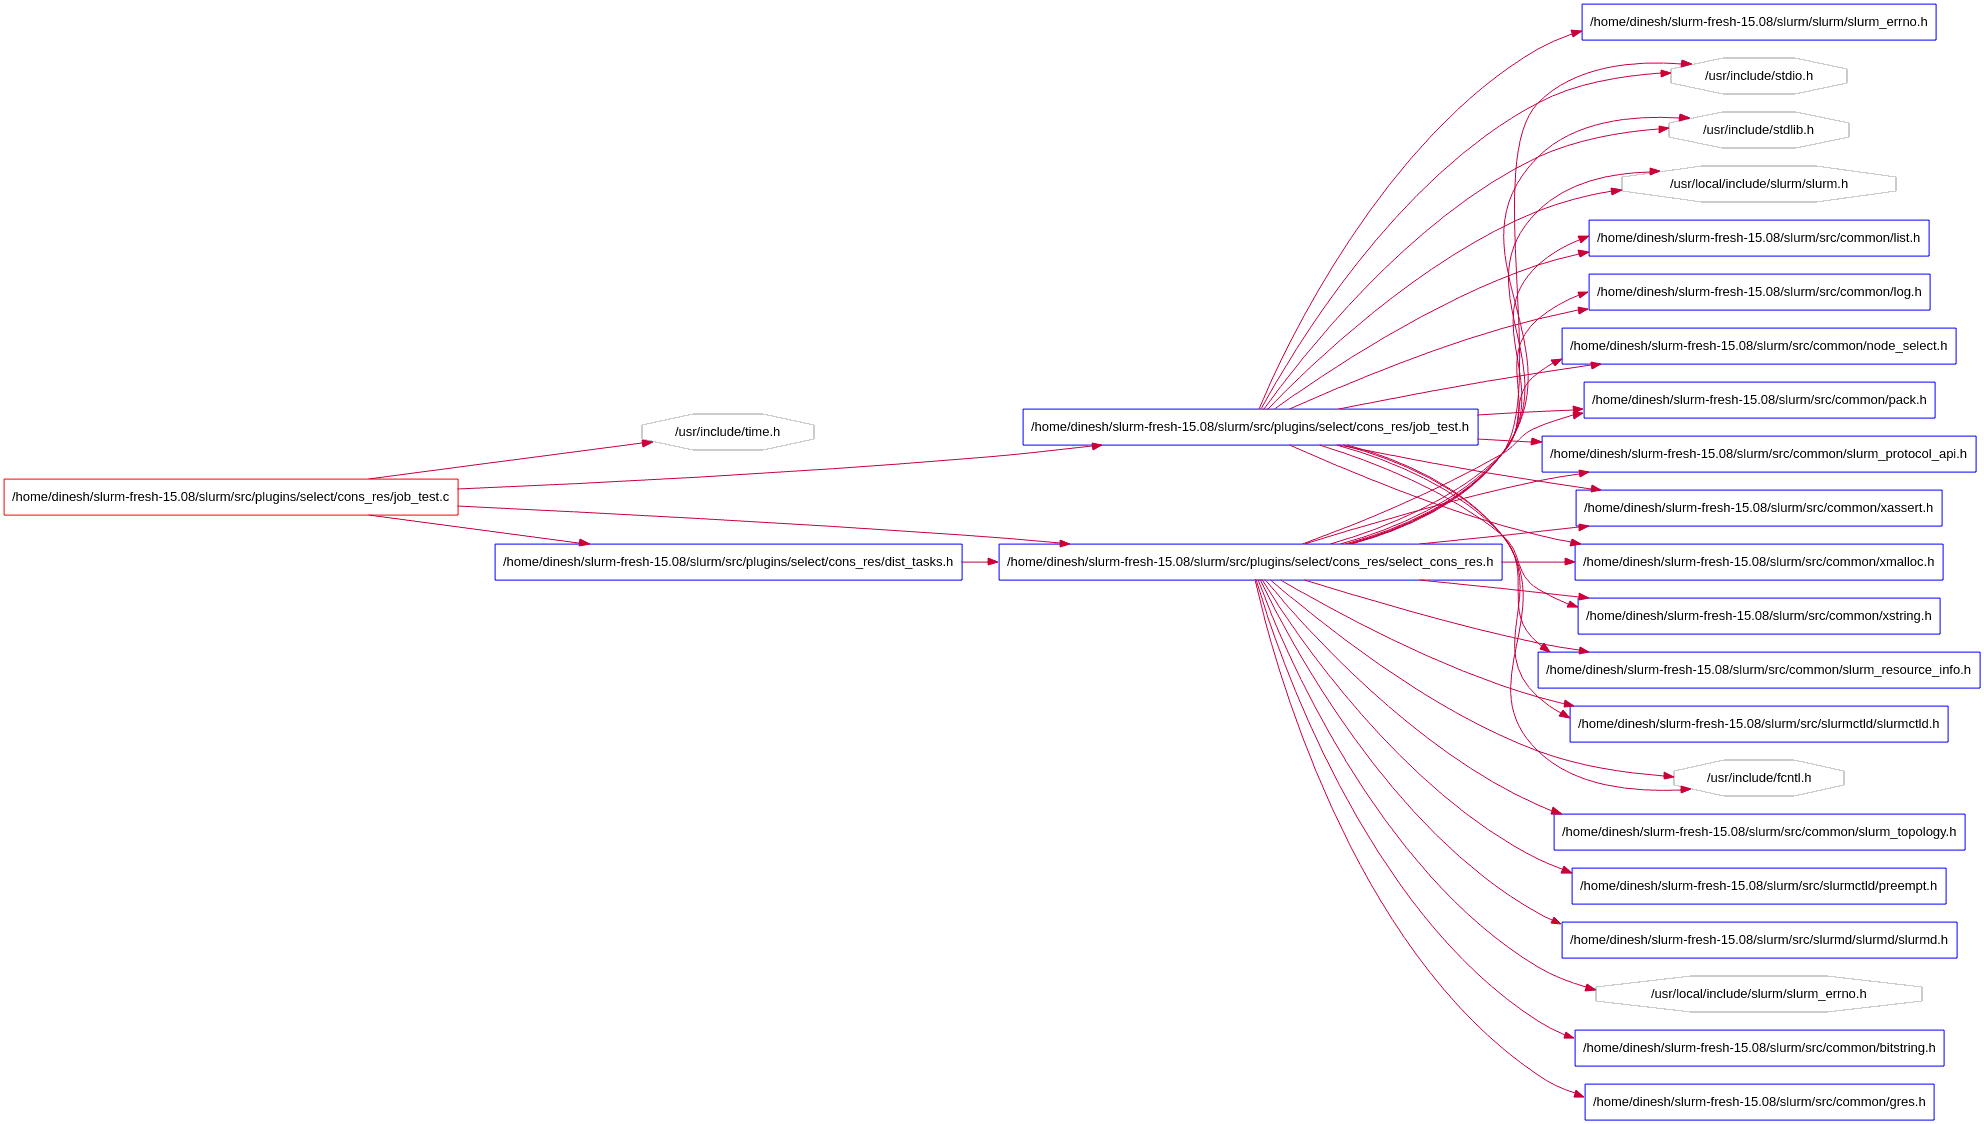 /home/dinesh/slurm-fresh-15.08/slurm/src/plugins/select/cons_res/job_test.c
/usr/include/time.h
/home/dinesh/slurm-fresh-15.08/slurm/src/plugins/select/cons_res/dist_tasks.h
/home/dinesh/slurm-fresh-15.08/slurm/src/plugins/select/cons_res/job_test.h
/home/dinesh/slurm-fresh-15.08/slurm/src/plugins/select/cons_res/select_cons_res.h
/home/dinesh/slurm-fresh-15.08/slurm/slurm/slurm_errno.h
/usr/include/stdio.h
/usr/include/stdlib.h
/usr/local/include/slurm/slurm.h
/home/dinesh/slurm-fresh-15.08/slurm/src/common/list.h
/home/dinesh/slurm-fresh-15.08/slurm/src/common/log.h
/home/dinesh/slurm-fresh-15.08/slurm/src/common/node_select.h
/home/dinesh/slurm-fresh-15.08/slurm/src/common/pack.h
/home/dinesh/slurm-fresh-15.08/slurm/src/common/slurm_protocol_api.h
/home/dinesh/slurm-fresh-15.08/slurm/src/common/xassert.h
/home/dinesh/slurm-fresh-15.08/slurm/src/common/xmalloc.h
/home/dinesh/slurm-fresh-15.08/slurm/src/common/xstring.h
/home/dinesh/slurm-fresh-15.08/slurm/src/common/slurm_resource_info.h
/home/dinesh/slurm-fresh-15.08/slurm/src/slurmctld/slurmctld.h
/usr/include/fcntl.h
/home/dinesh/slurm-fresh-15.08/slurm/src/common/slurm_topology.h
/home/dinesh/slurm-fresh-15.08/slurm/src/slurmctld/preempt.h
/home/dinesh/slurm-fresh-15.08/slurm/src/slurmd/slurmd/slurmd.h
/usr/local/include/slurm/slurm_errno.h
/home/dinesh/slurm-fresh-15.08/slurm/src/common/bitstring.h
/home/dinesh/slurm-fresh-15.08/slurm/src/common/gres.h